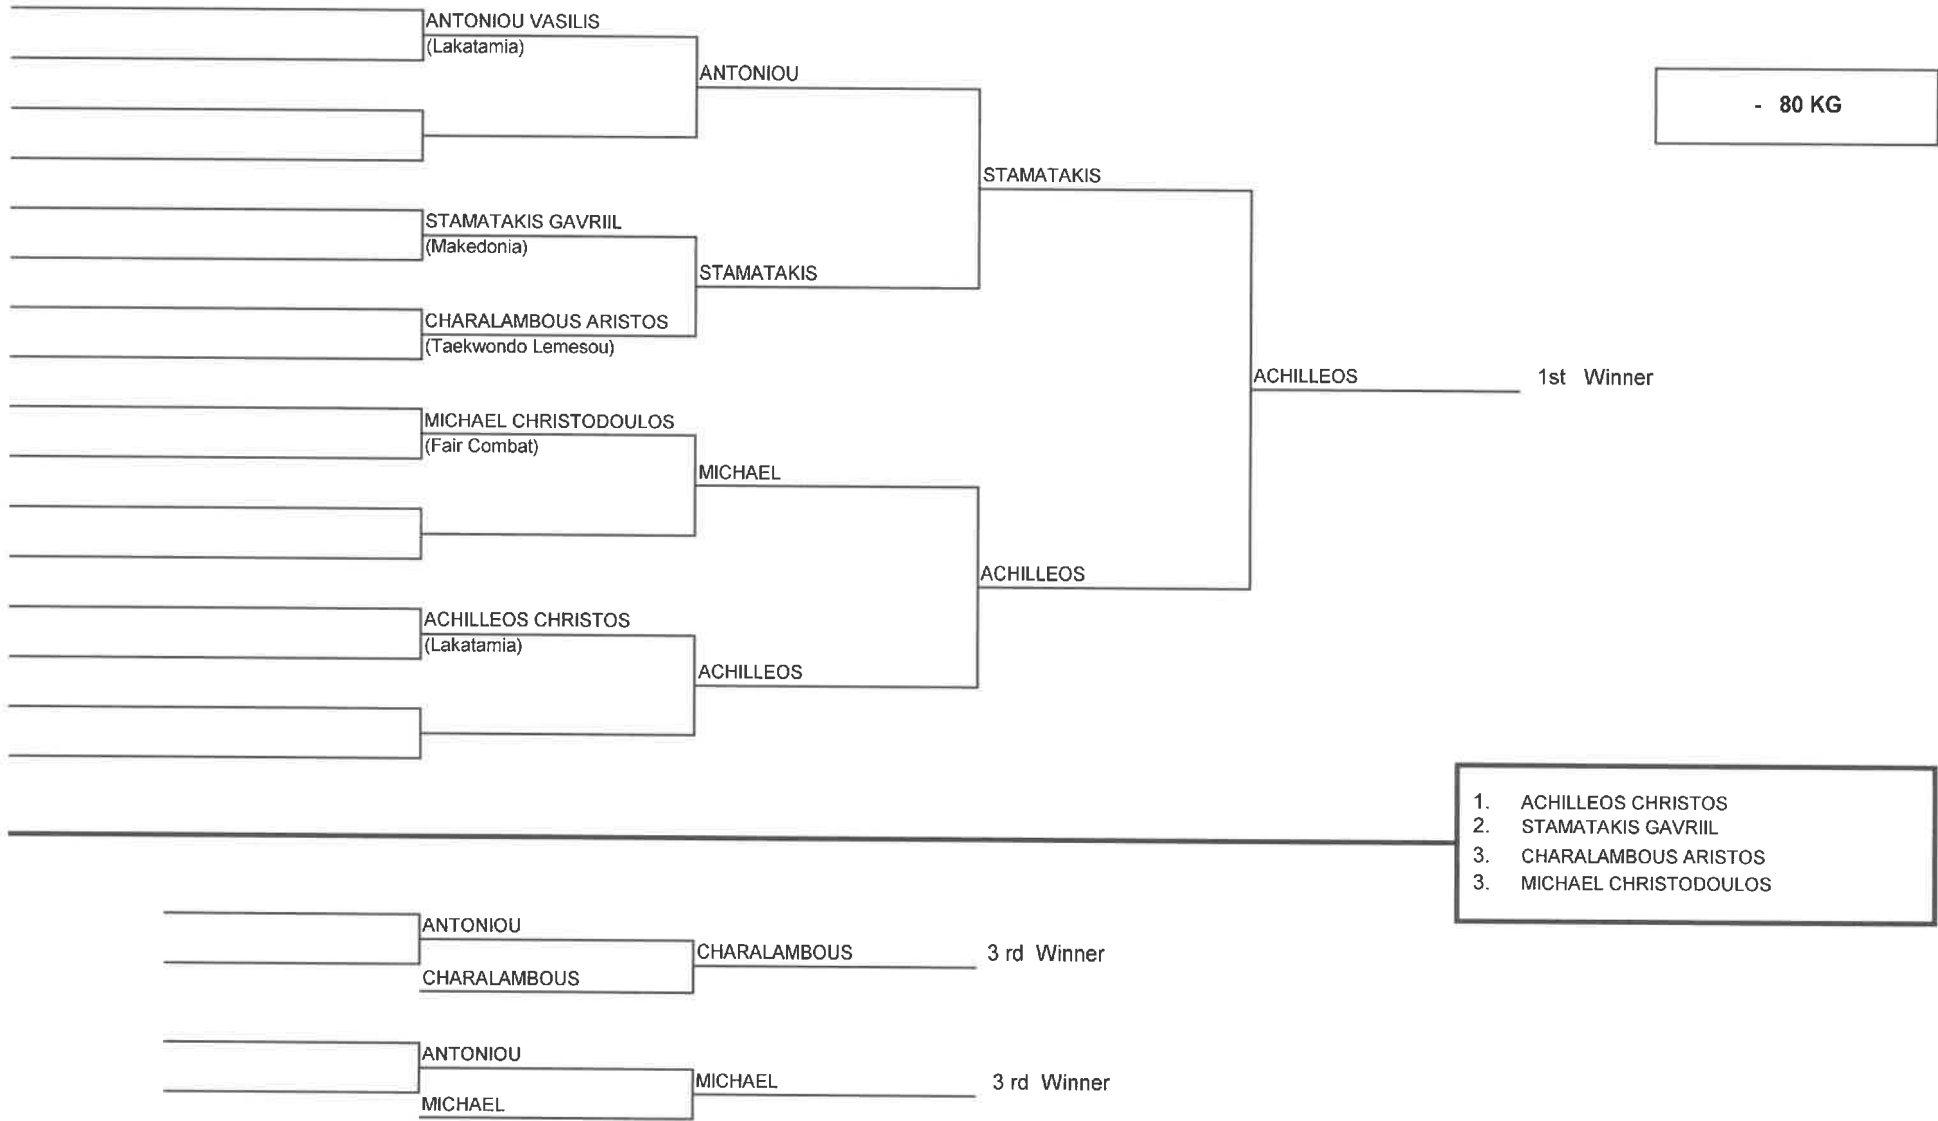 ANTONIOU VASILIS
(Lakatamia)
ANTONIOU
- 80 KG
STAMATAKIS
STAMATAKIS GAVRIIL
(Makedonia)
STAMATAKIS
CHARALAMBOUS ARISTOS
(Taekwondo Lemesou)
ACHILLEOS 1st Winner
MICHAEL CHRISTODOULOS
(Fair Combat)
MICHAEL
ACHILLEOS
ACHILLEOS CHRISTOS
(Lakatamia)
ACHILLEOS
1. ACHILLEOS CHRISTOS
2. STAMATAKIS GAVRIIL
3. CHARALAMBOUS ARISTOS
3. MICHAEL CHRISTODOULOS
ANTONIOU
CHARALAMBOUS 3 rd Winner
CHARALAMBOUS
ANTONIOU
MICHAEL 3 rd Winner
MICHAEL